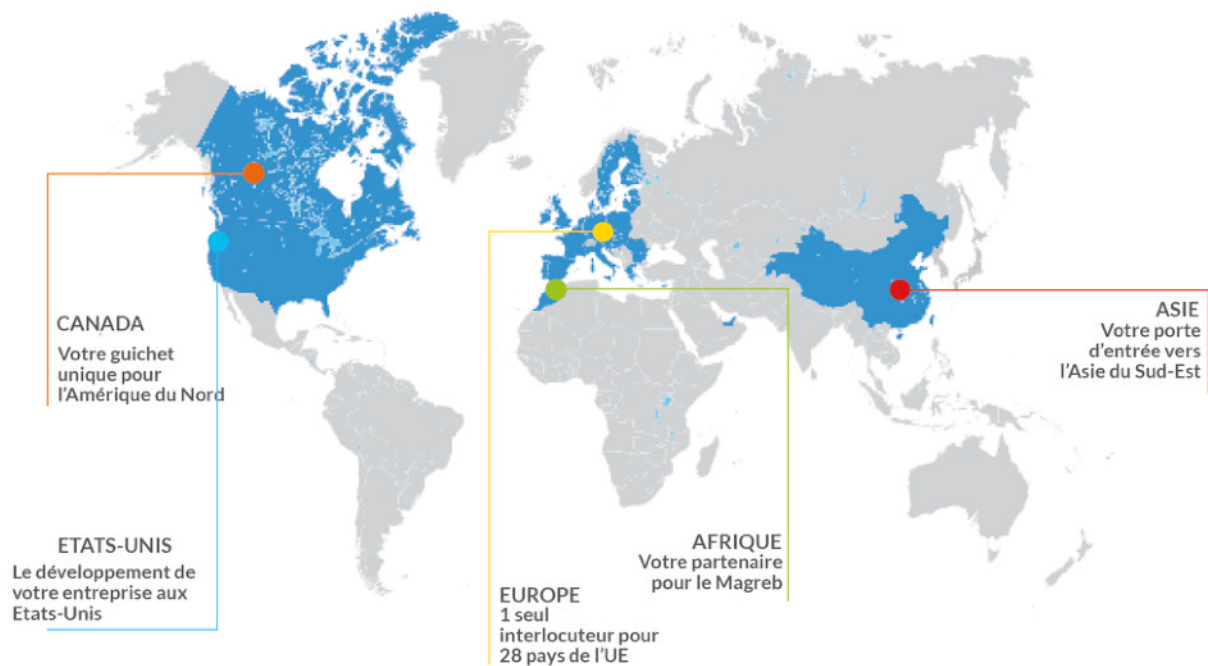 CANADA
Votre guichet
unique pour
l’Amérique du Nord
ETATS-UNIS
Le développement de
votre entreprise aux
Etats-Unis
EUROPE
1 seul
interlocuteur pour
28 pays de l’UE
AFRIQUE
Votre partenaire
pour le Magreb
ASIE
Votre porte
d’entrée vers
l’Asie du Sud-Est